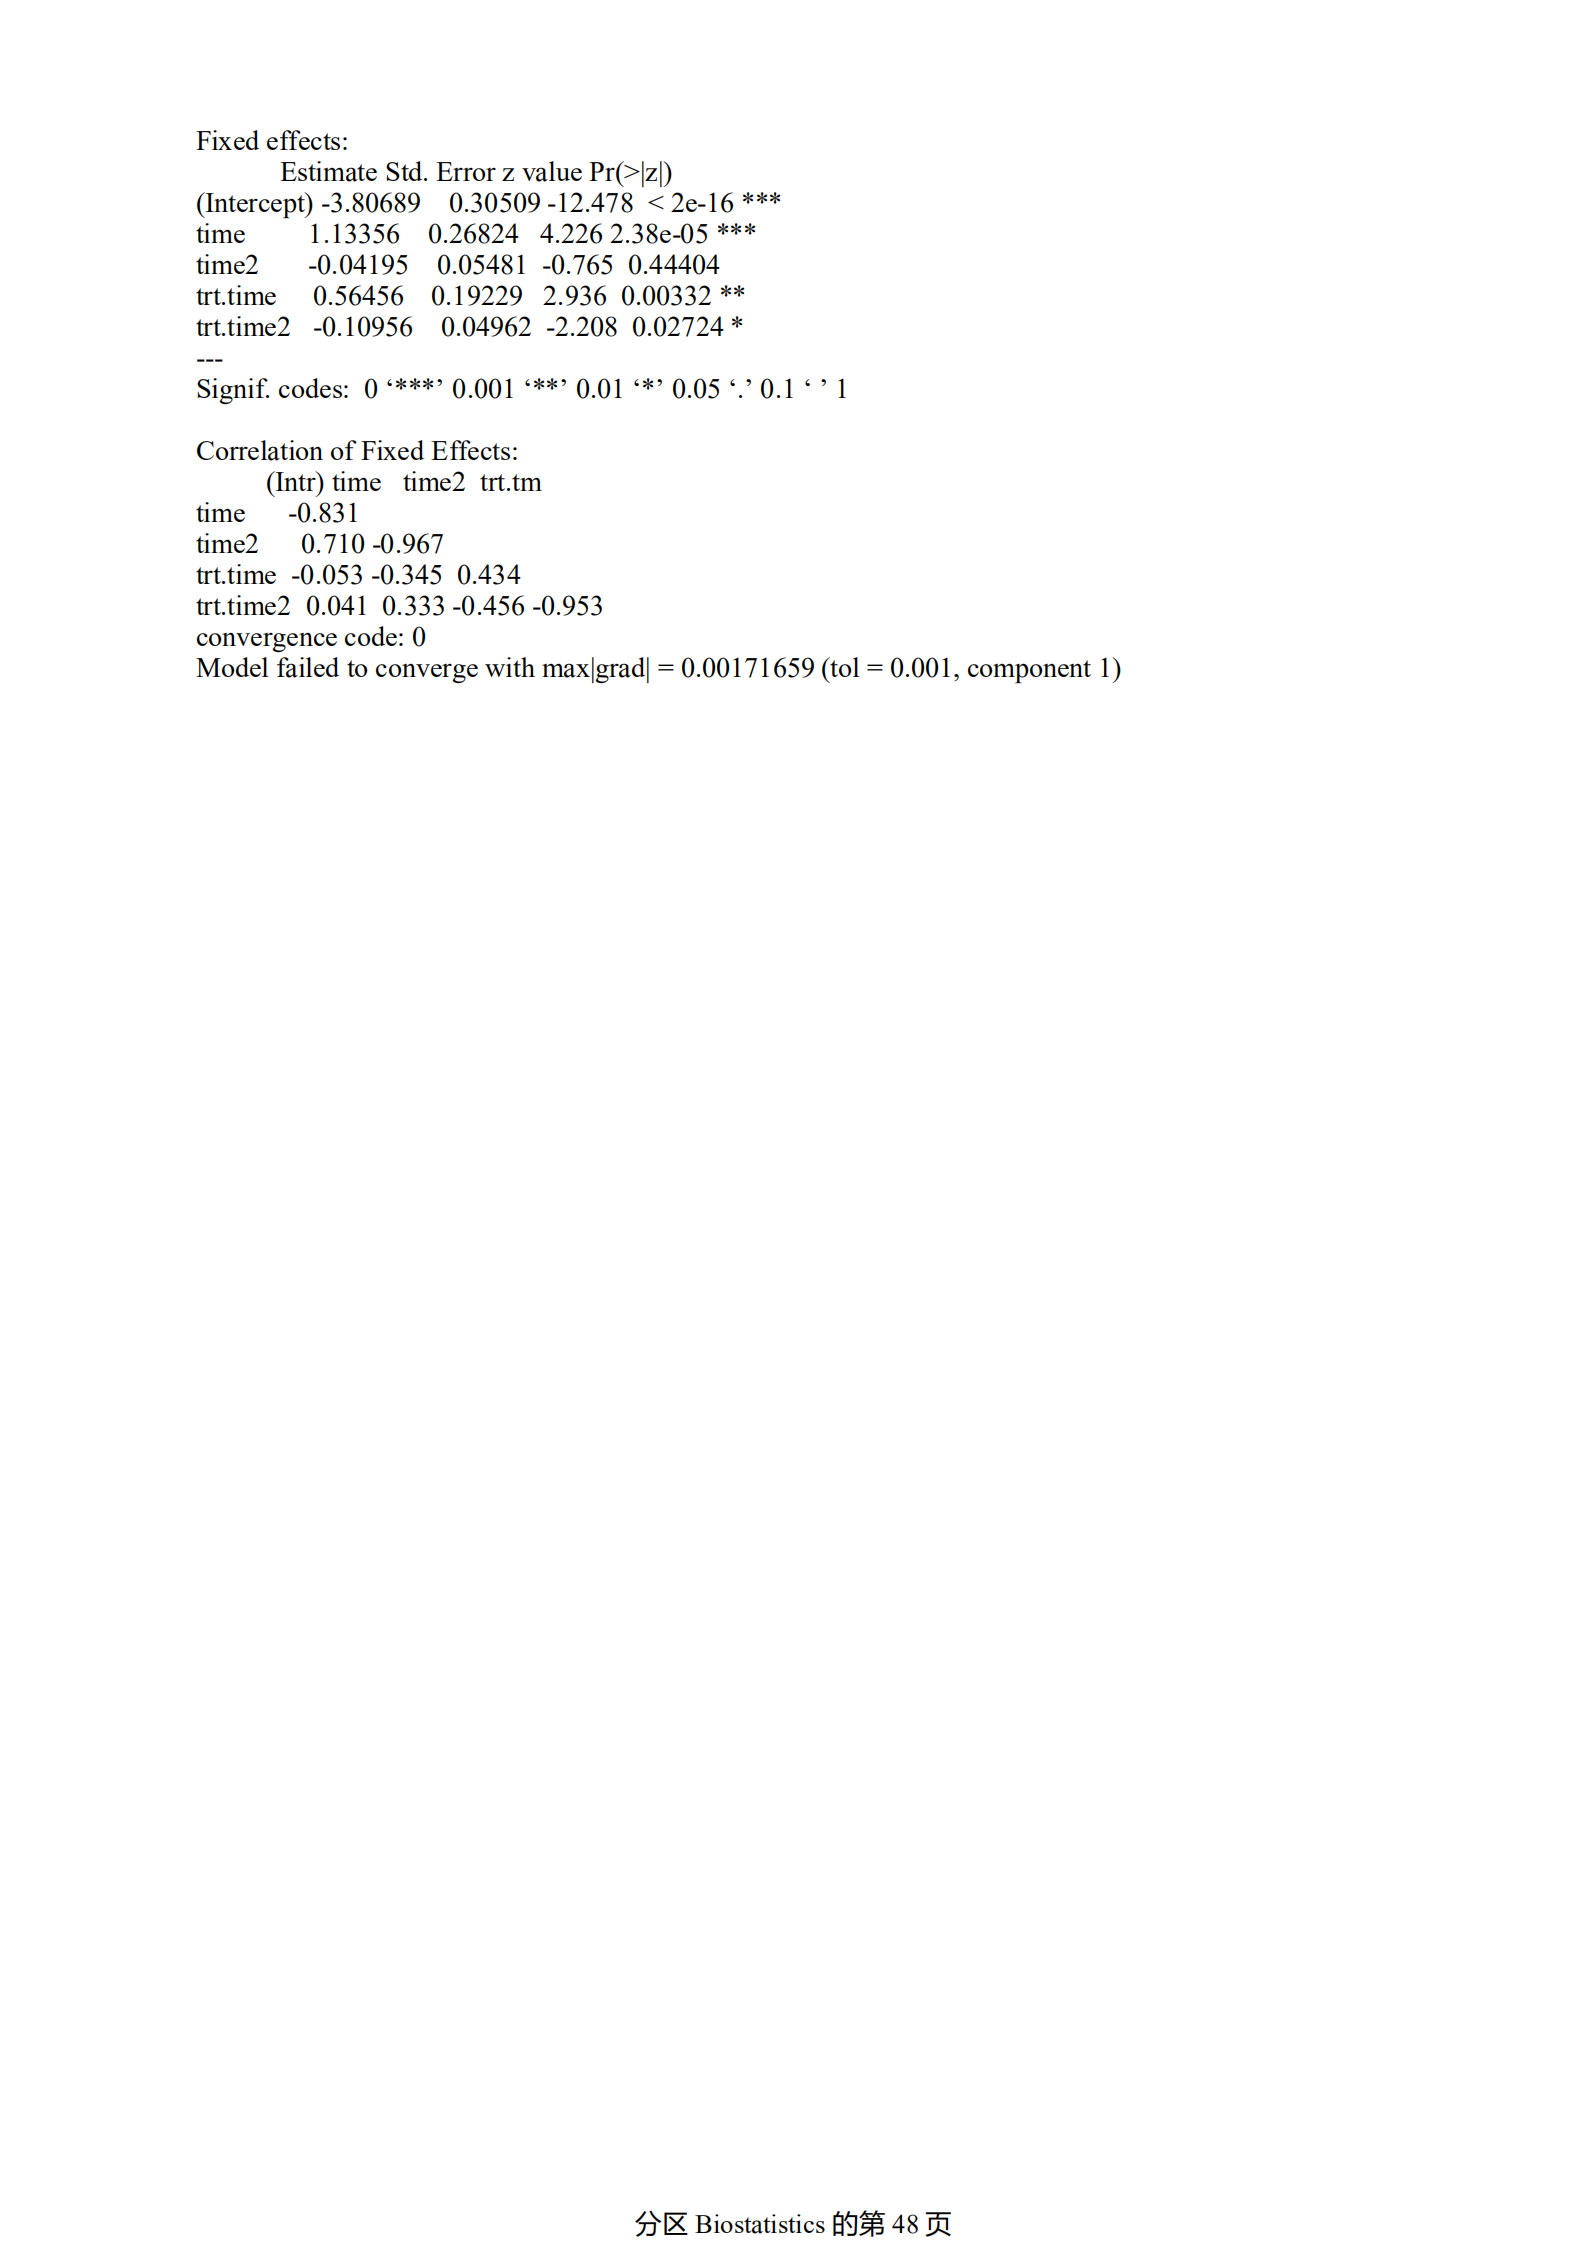 Fixed effects:
Estimate Std. Error z value Pr(>|z|)
(Intercept) -3.80689 0.30509 -12.478 < 2e-16 ***
time 1.13356 0.26824 4.226 2.38e-05 ***
time2 -0.04195 0.05481 -0.765 0.44404
trt.time 0.56456 0.19229 2.936 0.00332 **
trt.time2 -0.10956 0.04962 -2.208 0.02724 *
---
Signif. codes: 0 ‘***’ 0.001 ‘**’ 0.01 ‘*’ 0.05 ‘.’ 0.1 ‘ ’ 1
Correlation of Fixed Effects:
(Intr) time time2 trt.tm
time -0.831
time2 0.710 -0.967
trt.time -0.053 -0.345 0.434
trt.time2 0.041 0.333 -0.456 -0.953
convergence code: 0
Model failed to converge with max|grad| = 0.00171659 (tol = 0.001, component 1)
分区 Biostatistics 的第 48 页